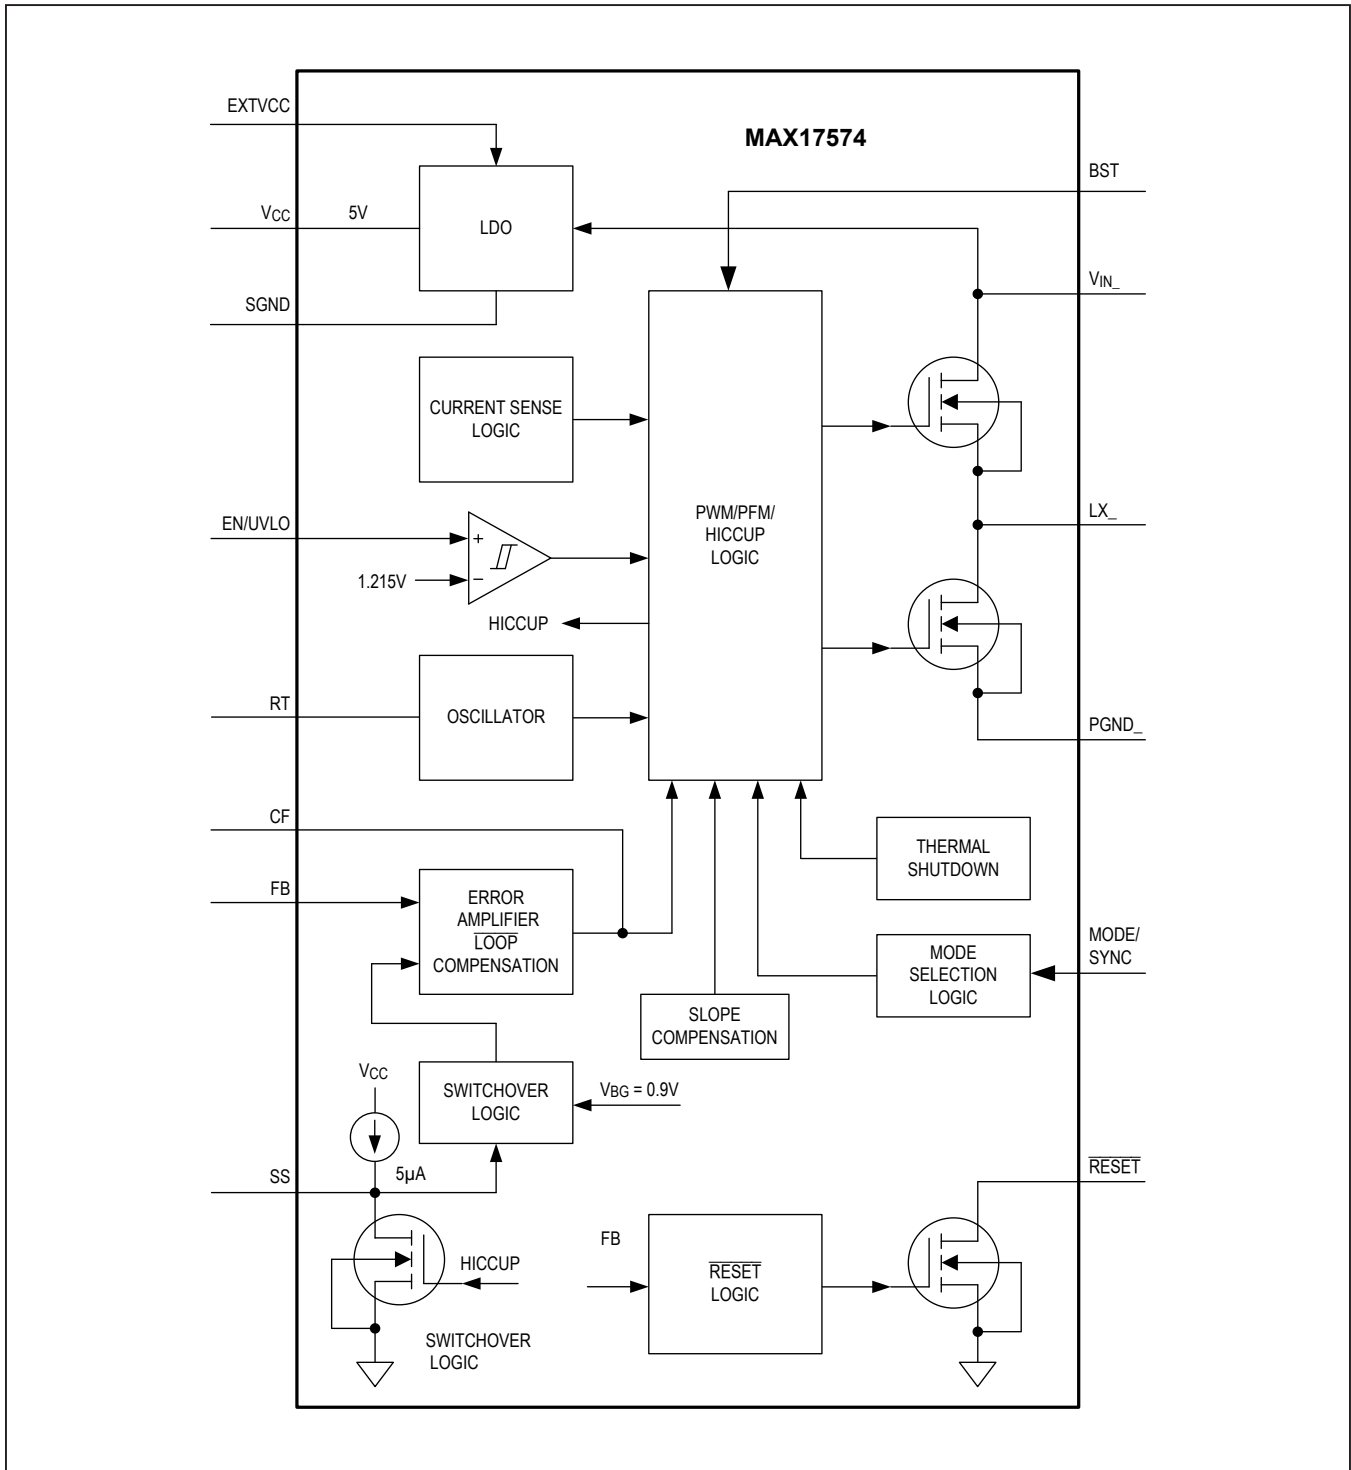 EXTVCC
MAX17574
BST
VCC
5V
LDO
VIN_
SGND
CURRENT SENSE
LOGIC
EN/UVLO
+
1.215V
−
PWM/PFM/
HICCUP
LOGIC
LX_
HICCUP
RT
OSCILLATOR
PGND_
CF
THERMAL
SHUTDOWN
FB
ERROR
AMPLIFIER
LOOP
COMPENSATION
MODE
SELECTION
LOGIC
MODE/
SYNC
SLOPE
COMPENSATION
VCC
SWITCHOVER
LOGIC
VBG = 0.9V
SS
5µA
RESET
HICCUP
FB
RESET
LOGIC
SWITCHOVER
LOGIC